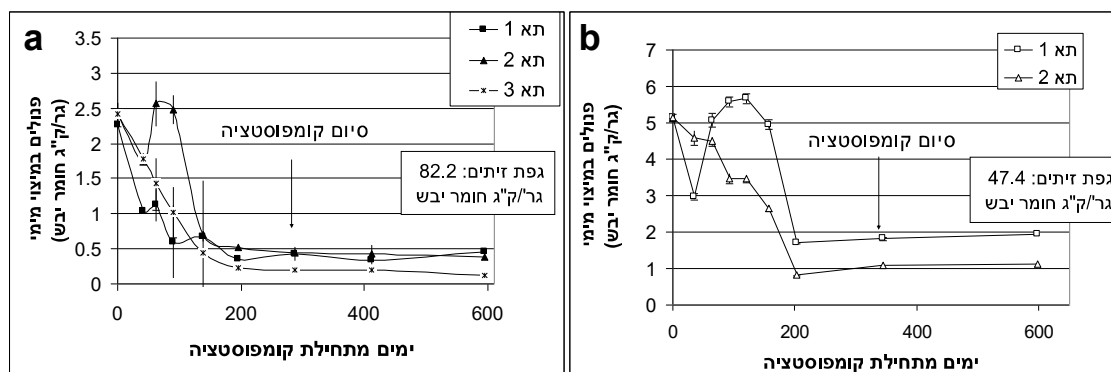 a
3.5
3
2.5
2
1.5
1
0.5
0
פנולים במיצוי מימי
(גר/ק"ג חומר יבש)
תא 1
תא 2
תא 3
סיום קומפוסטציה
גפת זיתים: 82.2
גר'/ק"ג חומר יבש
0 200 400 600
ימים מתחילת קומפוסטציה
b
7
6
5
4
3
2
1
0
פנולים במיצוי מימי
(גר/ק"ג חומר יבש)
תא 1
תא 2
סיום קומפוסטציה
גפת זיתים: 47.4
גר'/ק"ג חומר יבש
0 200 400 600
ימים מתחילת קומפוסטציה